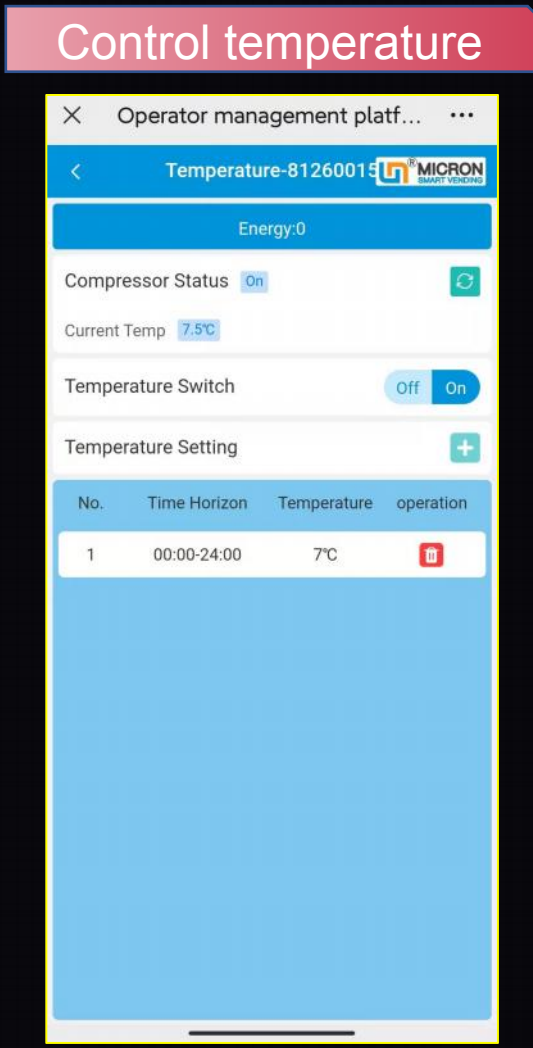 Control temperature
Operator management platf... ...
Temperature-81260015
® MICRON
SMART VENDING
Energy:0
Compressor Status On
Current Temp 7.5℃
Temperature Switch Off On
Temperature Setting
No. Time Horizon Temperature operation
1 00:00-24:00 7℃